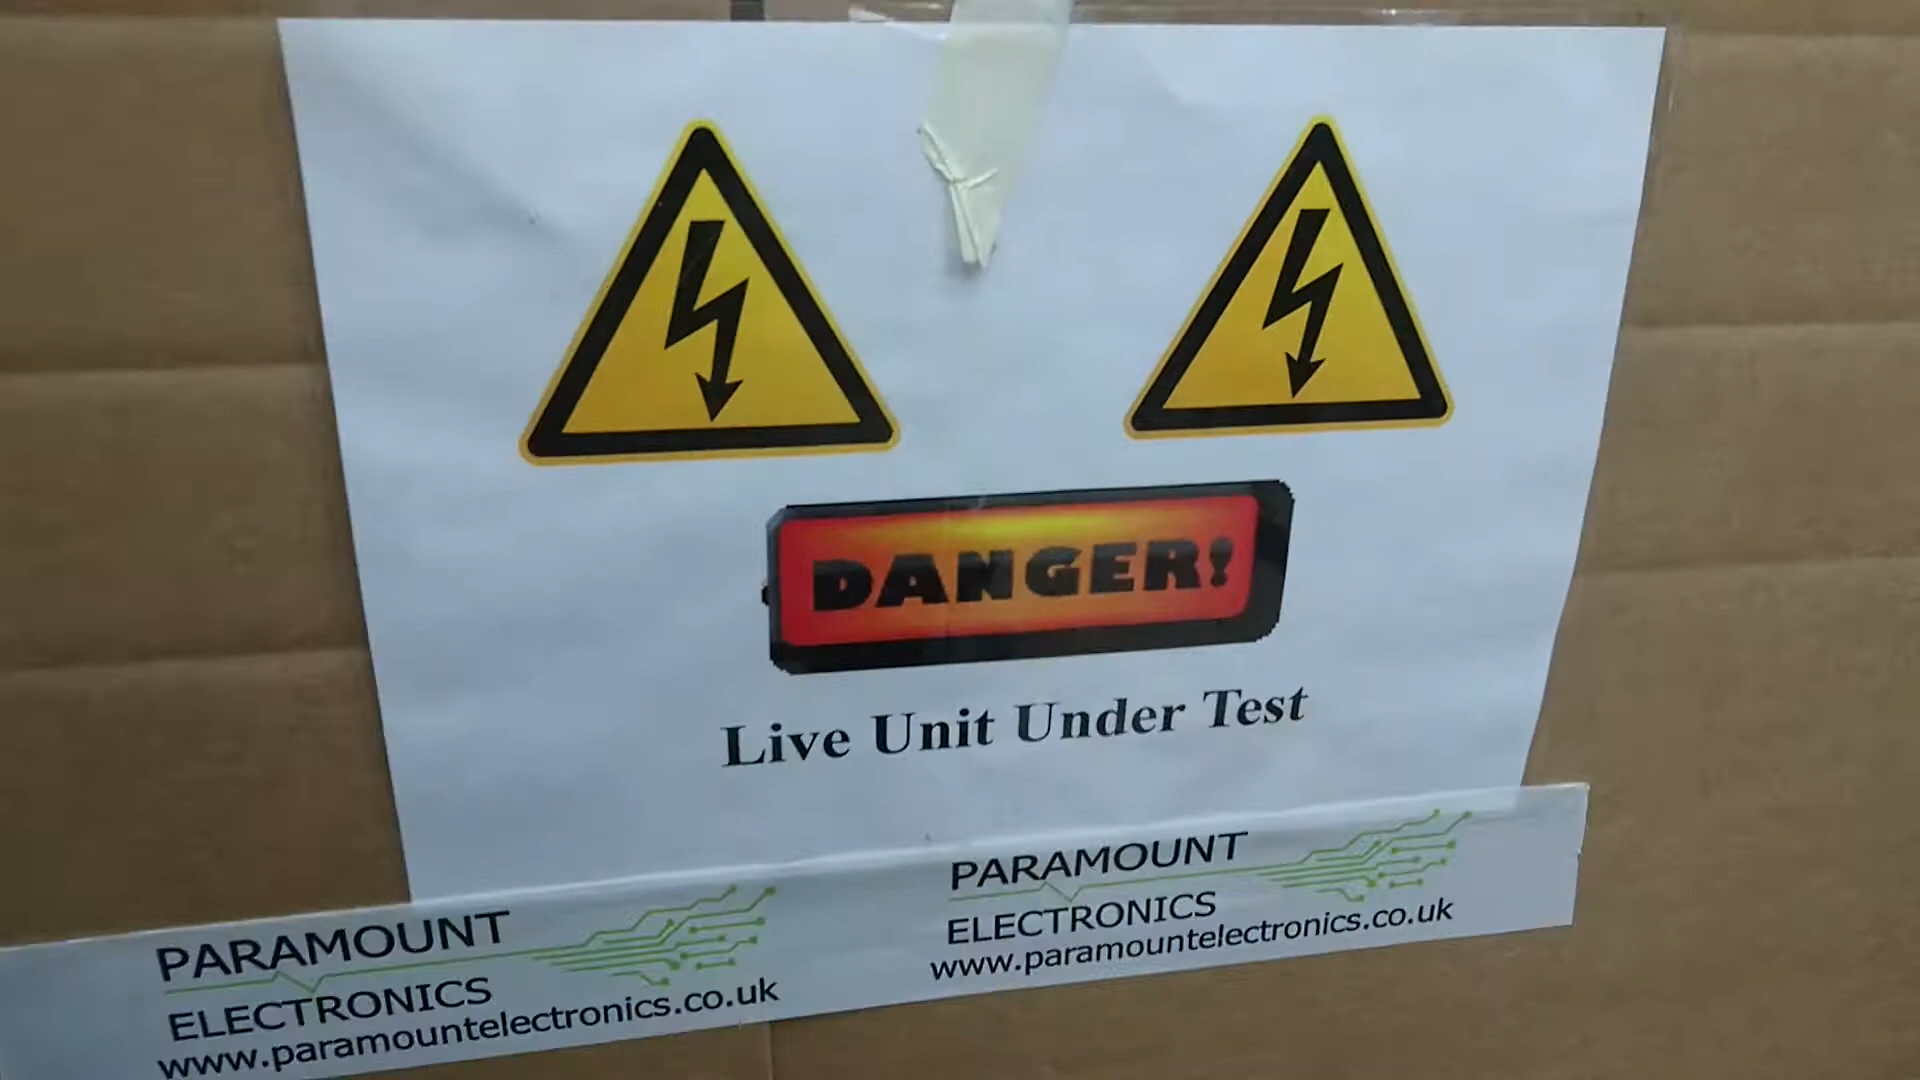 DANGER!
Live Unit Under Test
PARAMOUNT
ELECTRONICS
www.paramountelectronics.co.uk
PARAMOUNT
ELECTRONICS
www.paramountelectronics.co.uk